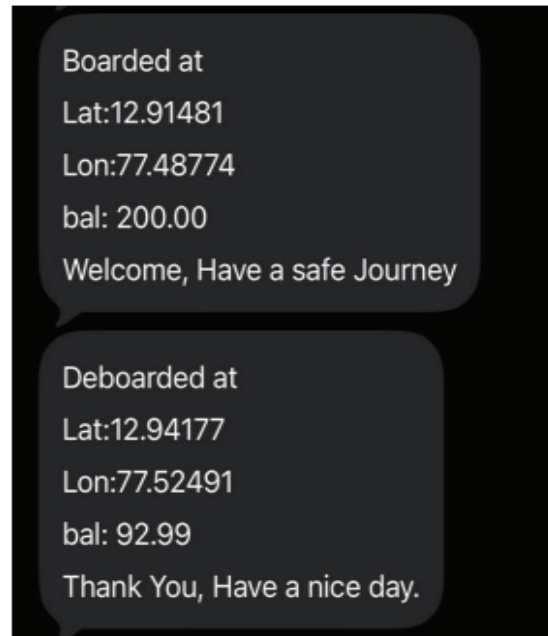 Boarded at
Lat:12.91481
Lon:77.48774
bal: 200.00
Welcome, Have a safe Journey
Deboarded at
Lat:12.94177
Lon:77.52491
bal: 92.99
Thank You, Have a nice day.